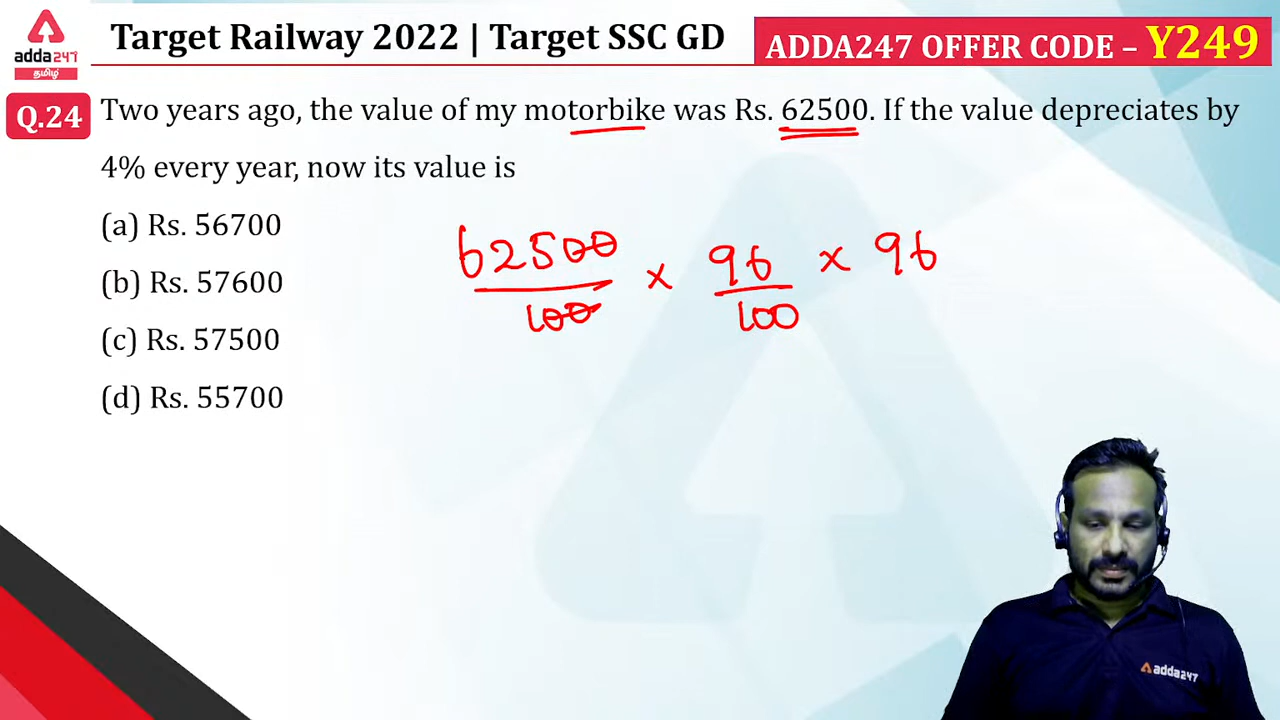 adda247
தமிழ்
Target Railway 2022 | Target SSC GD
ADDA247 OFFER CODE – Y249
Q.24 Two years ago, the value of my motorbike was Rs. 62500. If the value depreciates by
4% every year, now its value is
(a) Rs. 56700
(b) Rs. 57600
(c) Rs. 57500
(d) Rs. 55700
62500 × 96 × 96
100 100
adda247